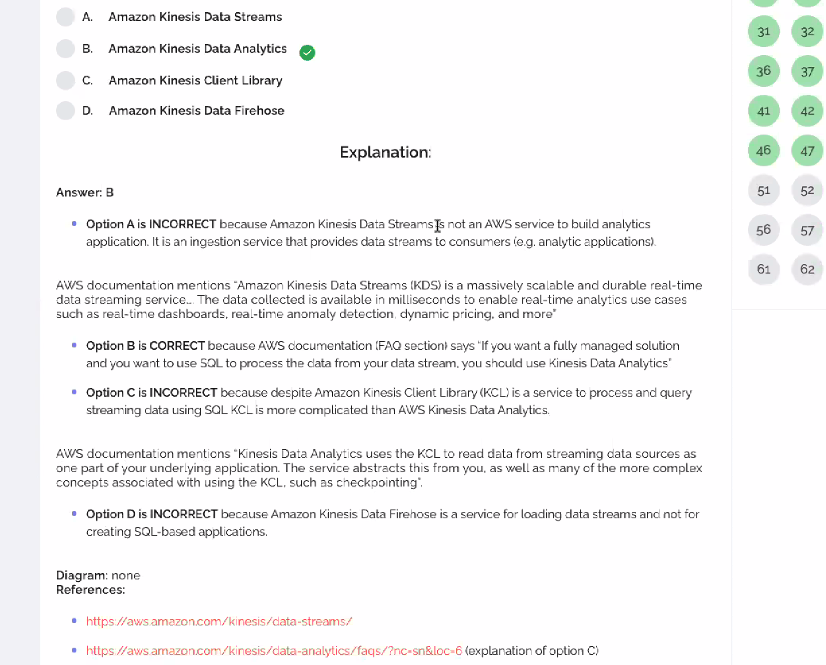 A. Amazon Kinesis Data Streams
B. Amazon Kinesis Data Analytics
C. Amazon Kinesis Client Library
D. Amazon Kinesis Data Firehose
Explanation:
Answer: B
Option A is INCORRECT because Amazon Kinesis Data Streams is not an AWS service to build analytics
application. It is an ingestion service that provides data streams to consumers (e.g. analytic applications).
AWS documentation mentions “Amazon Kinesis Data Streams (KDS) is a massively scalable and durable real-time
data streaming service... The data collected is available in milliseconds to enable real-time analytics use cases
such as real-time dashboards, real-time anomaly detection, dynamic pricing, and more”
Option B is CORRECT because AWS documentation (FAQ section) says “If you want a fully managed solution
and you want to use SQL to process the data from your data stream, you should use Kinesis Data Analytics”
Option C is INCORRECT because despite Amazon Kinesis Client Library (KCL) is a service to process and query
streaming data using SQL KCL is more complicated than AWS Kinesis Data Analytics.
AWS documentation mentions “Kinesis Data Analytics uses the KCL to read data from streaming data sources as
one part of your underlying application. The service abstracts this from you, as well as many of the more complex
concepts associated with using the KCL, such as checkpointing”.
Option D is INCORRECT because Amazon Kinesis Data Firehose is a service for loading data streams and not for
creating SQL-based applications.
Diagram: none
References:
https://aws.amazon.com/kinesis/data-streams/
https://aws.amazon.com/kinesis/data-analytics/faqs/?nc=sn&loc=6 (explanation of option C)
31 32
36 37
41 42
46 47
51 52
56 57
61 62